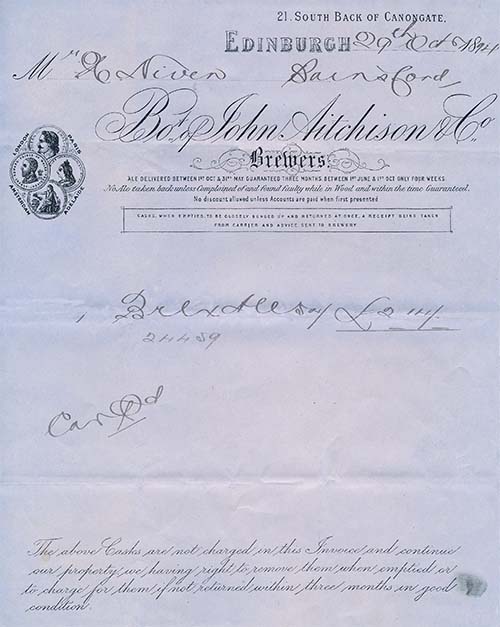 21. South Back of Canongate.
Edinburgh 29th Oct 1894
Mr Niven
Bot. of John Aitchison & Co.
Brewers,
ALE DELIVERED BETWEEN 1ST OCT & 31ST MAY GUARANTEED THREE MONTHS, BETWEEN 1ST JUNE & 1ST OCT ONLY FOUR WEEKS.
No Ale taken back unless Complained of and found faulty while in Wood and within the time Guaranteed.
No discount allowed unless Accounts are paid when first presented
LONDON
PARIS
AMSTERDAM
ADELAIDE
CASKS, WHEN EMPTIED, TO BE CLOSELY BUNGED UP AND RETURNED AT ONCE, A RECEIPT BEING TAKEN
FROM CARRIER AND ADVICE SENT TO BREWERY
1 Brl £2
24459
Car Pd
The above Casks are not charged in this Invoice and continue
our property, we having right to remove them when emptied or
to charge for them if not returned within three months in good
condition.